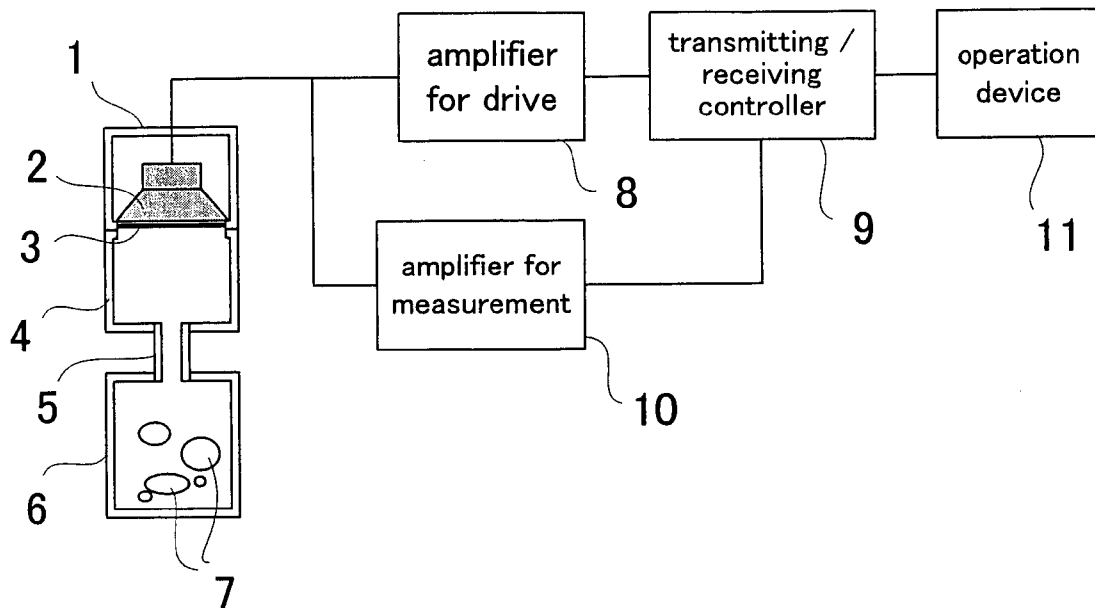 amplifier
for drive
transmitting /
receiving
controller
operation
device
1
2
3
8
9
11
amplifier for
measurement
4
5
10
6
7